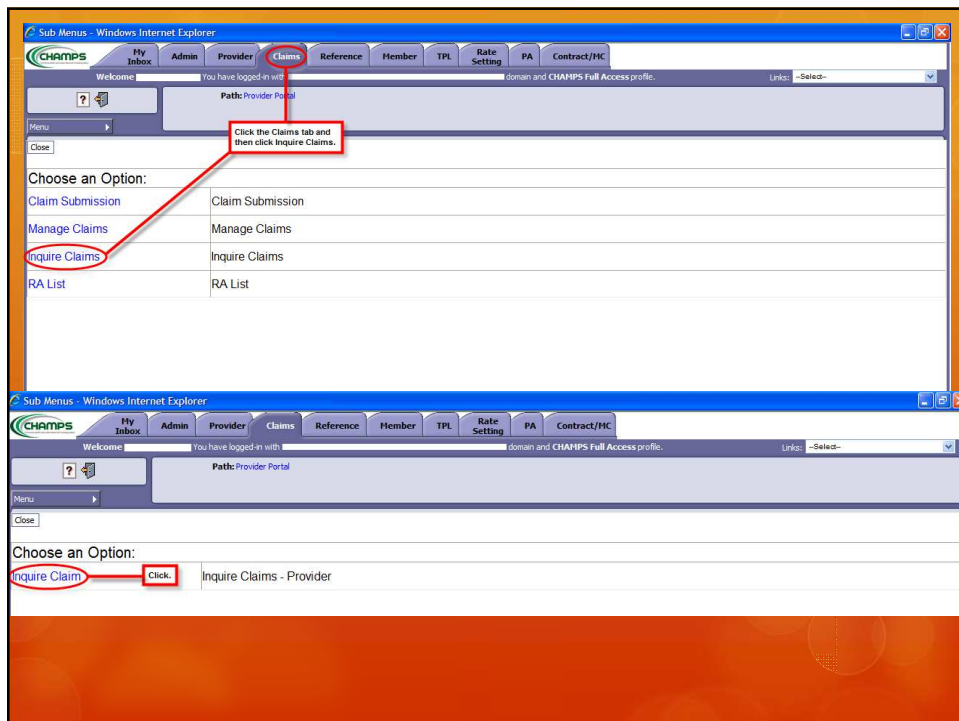 Sub Menus - Windows Internet Explorer
CHAMPS My Inbox Admin Provider Claims Reference Member TPL Rate Setting PA Contract/MC
Welcome You have logged-in with domain and CHAMPS Full Access profile. Links: --Select--
? Path: Provider Portal
Menu
Close
Click the Claims tab and
then click Inquire Claims.
Choose an Option:
Claim Submission Claim Submission
Manage Claims Manage Claims
Inquire Claims Inquire Claims
RA List RA List
Sub Menus - Windows Internet Explorer
CHAMPS My Inbox Admin Provider Claims Reference Member TPL Rate Setting PA Contract/MC
Welcome You have logged-in with domain and CHAMPS Full Access profile. Links: --Select--
? Path: Provider Portal
Menu
Close
Choose an Option:
Inquire Claim Click. Inquire Claims - Provider